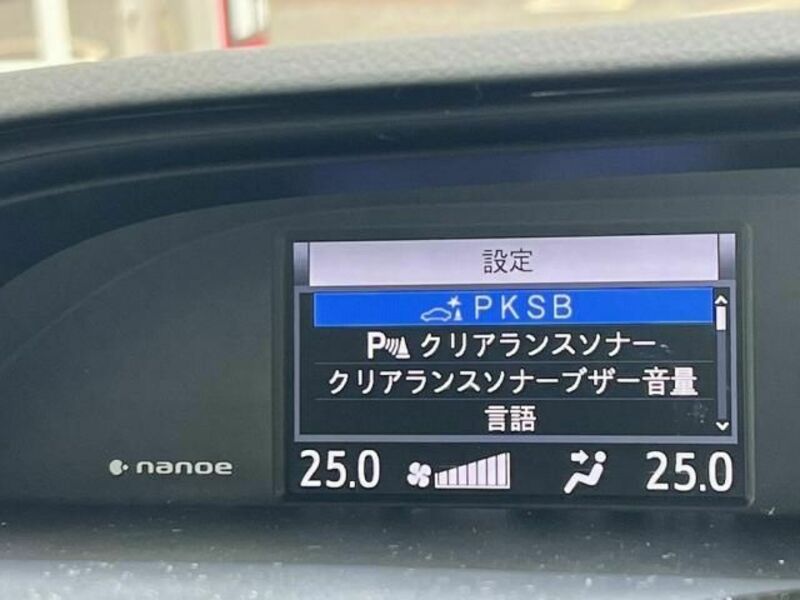 設定
PKSB
P クリアランスソナー
クリアランスソナーブザー音量
言語
nanoe
25.0 25.0